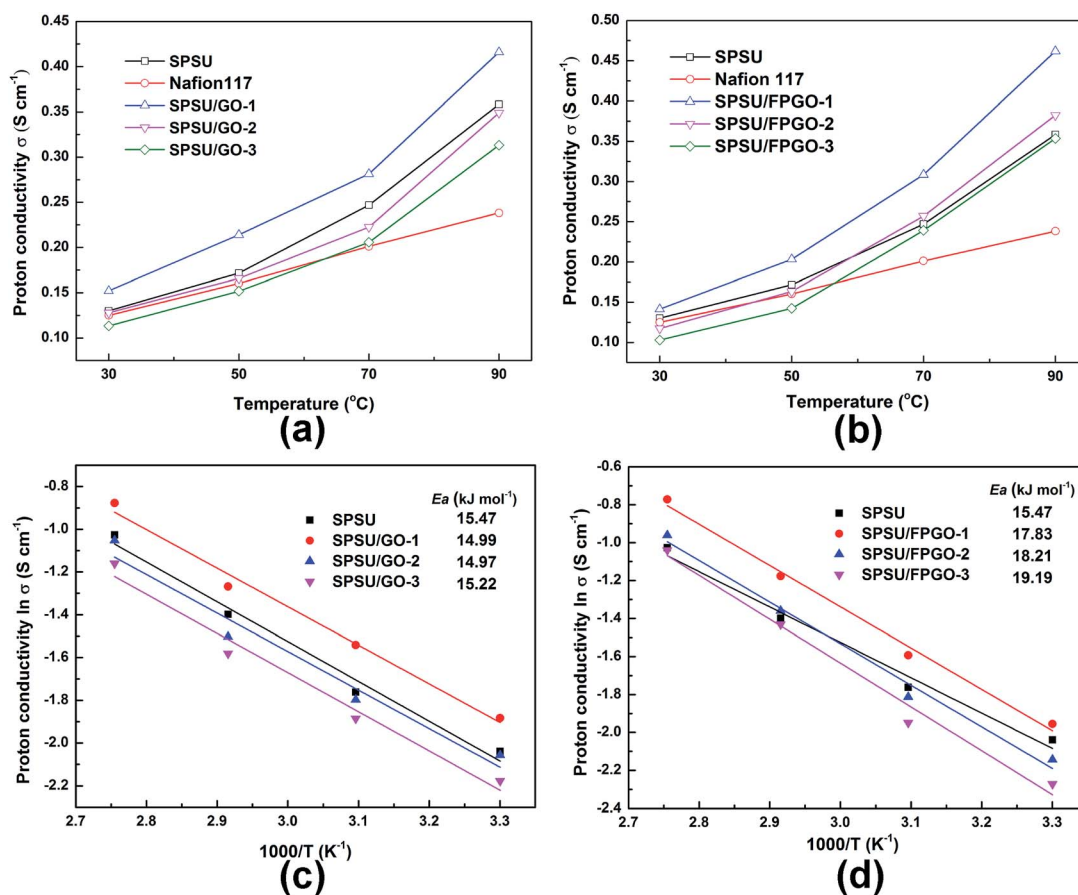 0.45
0.40
0.35
0.30
0.25
0.20
0.15
0.10
Proton conductivity σ (S cm⁻¹)
SPSU
Nafion117
SPSU/GO-1
SPSU/GO-2
SPSU/GO-3
30 50 70 90
Temperature (°C)
(a)
0.50
0.45
0.40
0.35
0.30
0.25
0.20
0.15
0.10
Proton conductivity σ (S cm⁻¹)
SPSU
Nafion 117
SPSU/FPGO-1
SPSU/FPGO-2
SPSU/FPGO-3
30 50 70 90
Temperature (°C)
(b)
-0.8
-1.0
-1.2
-1.4
-1.6
-1.8
-2.0
-2.2
Proton conductivity ln σ (S cm⁻¹)
Ea (kJ mol⁻¹)
SPSU 15.47
SPSU/GO-1 14.99
SPSU/GO-2 14.97
SPSU/GO-3 15.22
2.7 2.8 2.9 3.0 3.1 3.2 3.3
1000/T (K⁻¹)
(c)
-0.6
-0.8
-1.0
-1.2
-1.4
-1.6
-1.8
-2.0
-2.2
-2.4
Proton conductivity ln σ (S cm⁻¹)
Ea (kJ mol⁻¹)
SPSU 15.47
SPSU/FPGO-1 17.83
SPSU/FPGO-2 18.21
SPSU/FPGO-3 19.19
2.7 2.8 2.9 3.0 3.1 3.2 3.3
1000/T (K⁻¹)
(d)